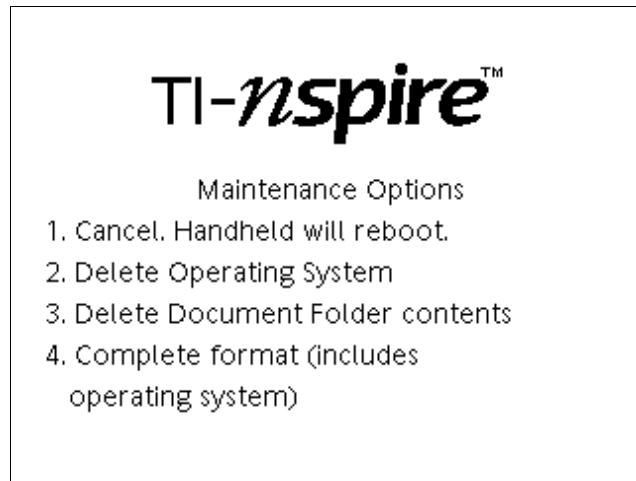 TI-nspire™
Maintenance Options
1. Cancel. Handheld will reboot.
2. Delete Operating System
3. Delete Document Folder contents
4. Complete format (includes
operating system)